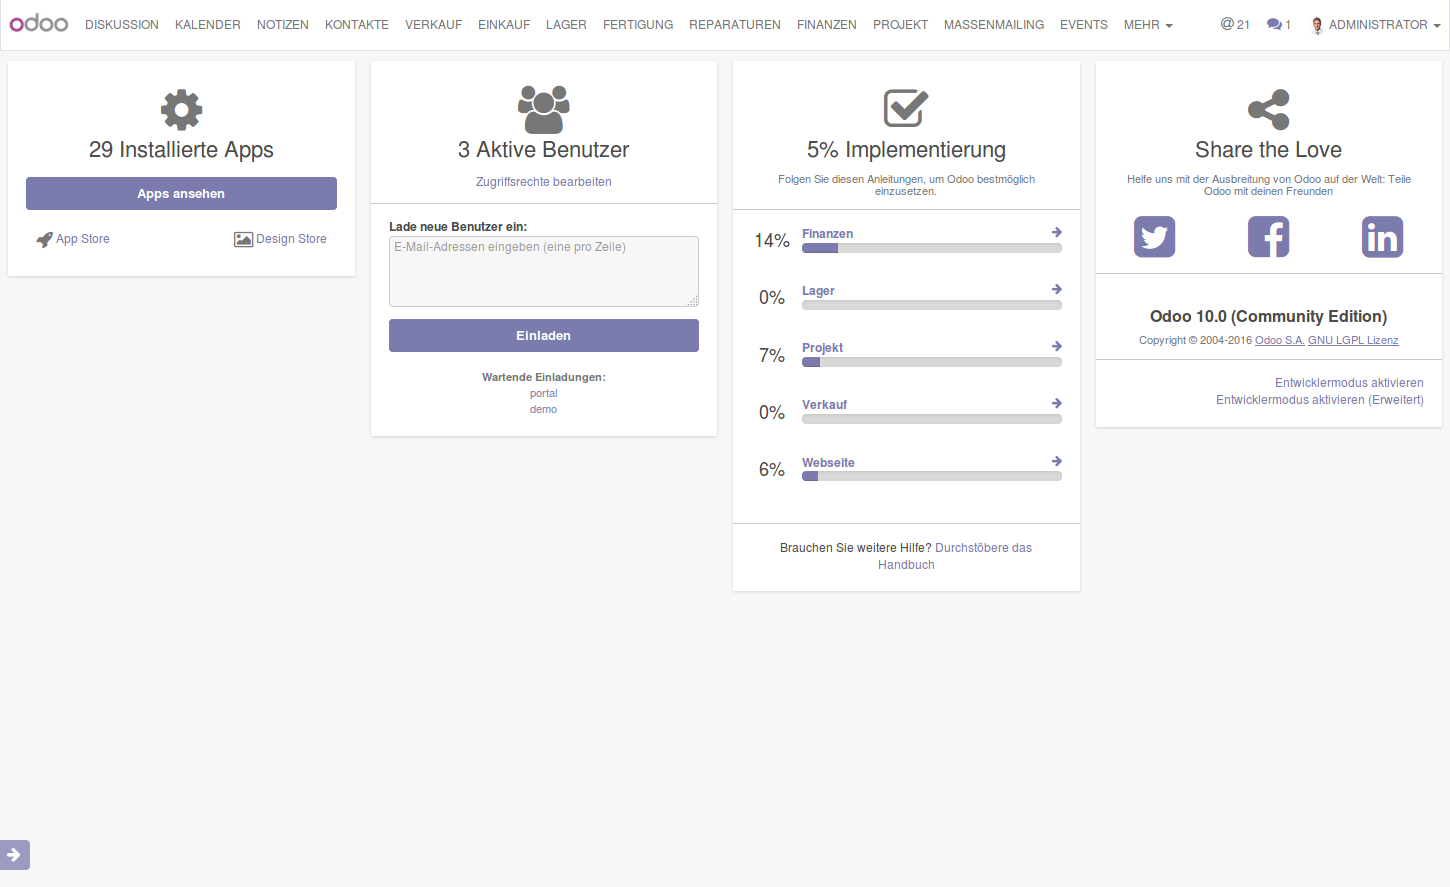 odoo DISKUSSION KALENDER NOTIZEN KONTAKTE VERKAUF EINKAUF LAGER FERTIGUNG REPARATUREN FINANZEN PROJEKT MASSENMAILING EVENTS MEHR @ 21 1 ADMINISTRATOR
29 Installierte Apps
Apps ansehen
App Store
Design Store
3 Aktive Benutzer
Zugriffsrechte bearbeiten
Lade neue Benutzer ein:
E-Mail-Adressen eingeben (eine pro Zeile)
Einladen
Wartende Einladungen:
portal
demo
5% Implementierung
Folgen Sie diesen Anleitungen, um Odoo bestmöglich
einzusetzen.
14% Finanzen
0% Lager
7% Projekt
0% Verkauf
6% Webseite
Brauchen Sie weitere Hilfe? Durchstöbere das
Handbuch
Share the Love
Helfe uns mit der Ausbreitung von Odoo auf der Welt: Teile
Odoo mit deinen Freunden
Odoo 10.0 (Community Edition)
Copyright © 2004-2016 Odoo S.A. GNU LGPL Lizenz
Entwicklermodus aktivieren
Entwicklermodus aktivieren (Erweitert)